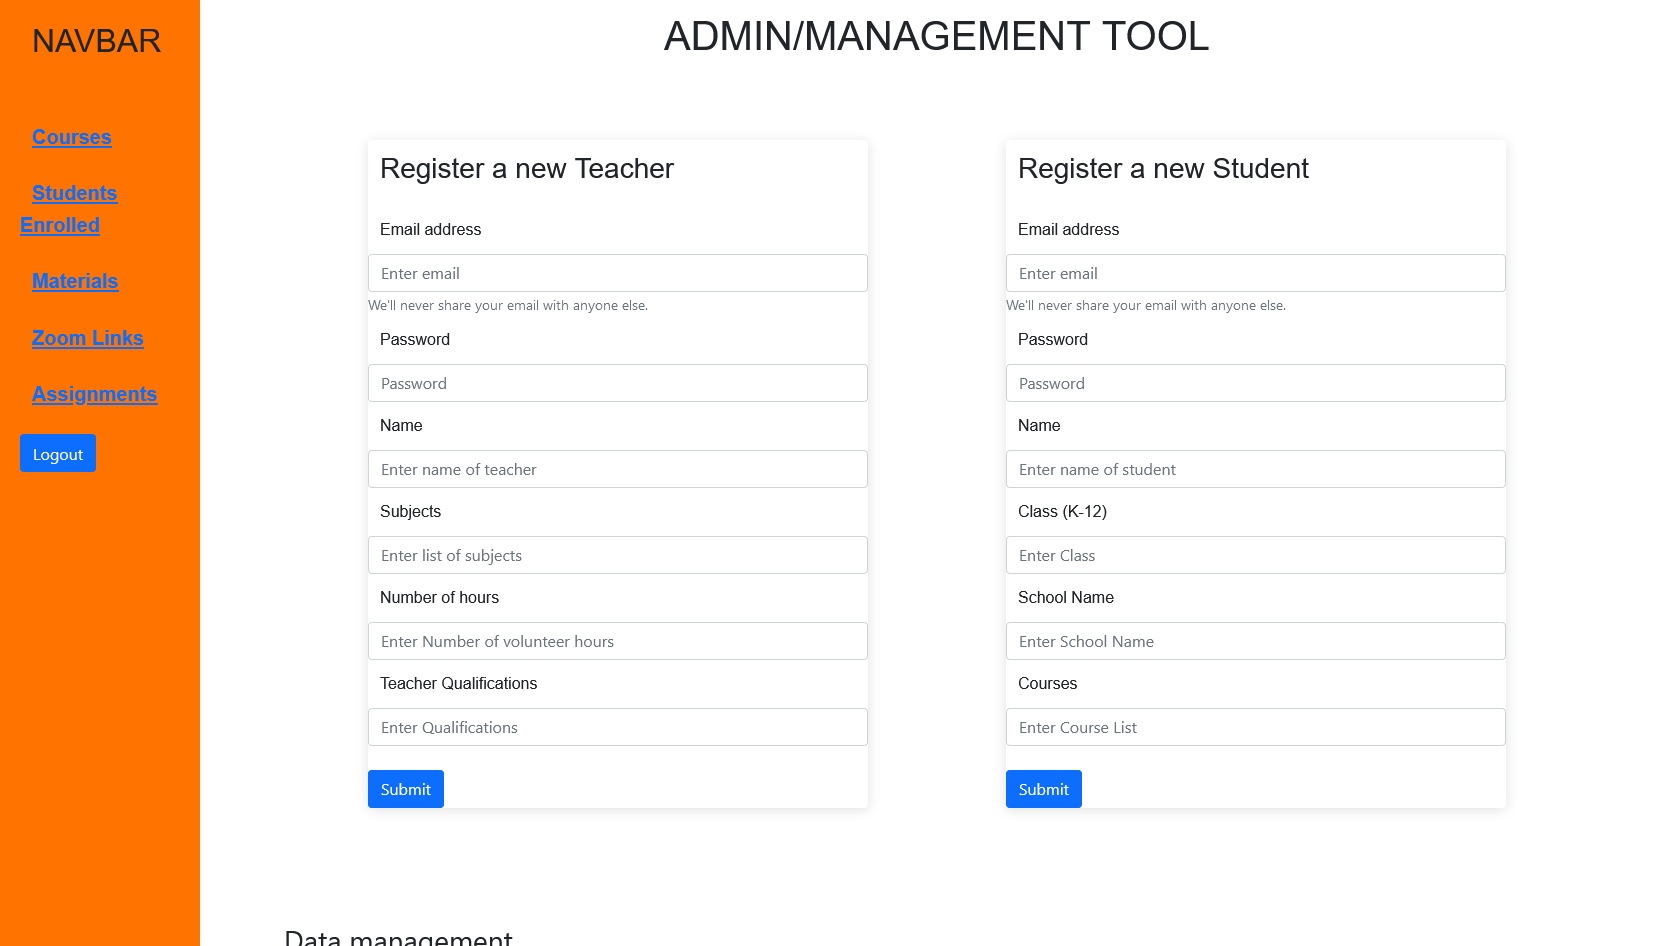 NAVBAR
Courses
Students
Enrolled
Materials
Zoom Links
Assignments
Logout
ADMIN/MANAGEMENT TOOL
Register a new Teacher
Email address
Enter email
We'll never share your email with anyone else.
Password
Password
Name
Enter name of teacher
Subjects
Enter list of subjects
Number of hours
Enter Number of volunteer hours
Teacher Qualifications
Enter Qualifications
Submit
Register a new Student
Email address
Enter email
We'll never share your email with anyone else.
Password
Password
Name
Enter name of student
Class (K-12)
Enter Class
School Name
Enter School Name
Courses
Enter Course List
Submit
Data management